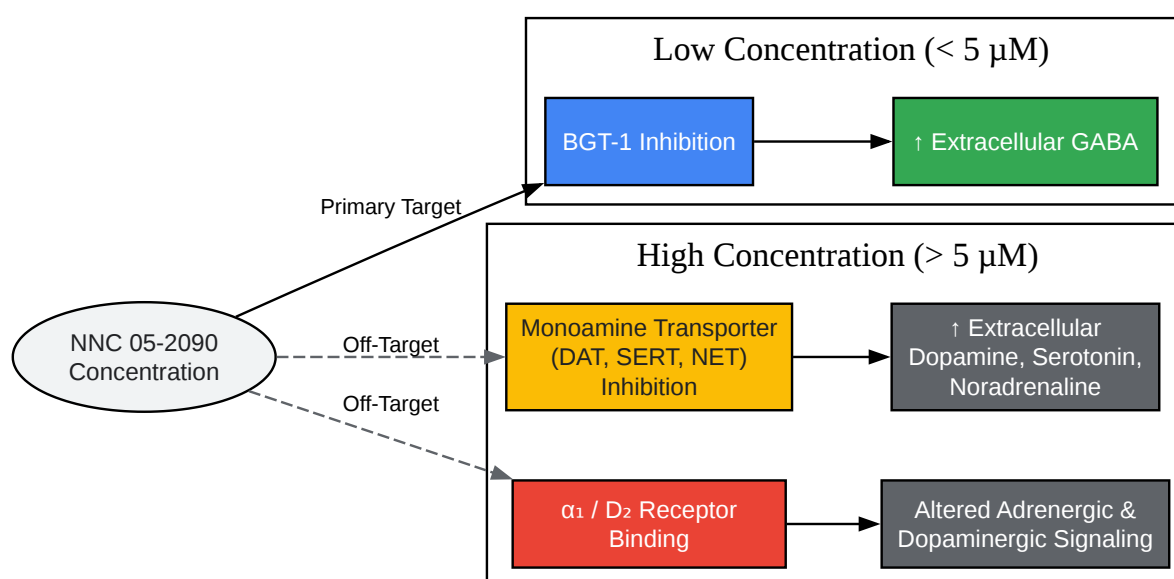 Low Concentration (< 5 µM)
BGT-1 Inhibition
↑ Extracellular GABA
Primary Target
High Concentration (> 5 µM)
NNC 05-2090
Concentration
Off-Target
Monoamine Transporter
(DAT, SERT, NET)
Inhibition
↑ Extracellular
Dopamine, Serotonin,
Noradrenaline
Off-Target
α₁ / D₂ Receptor
Binding
Altered Adrenergic &
Dopaminergic Signaling